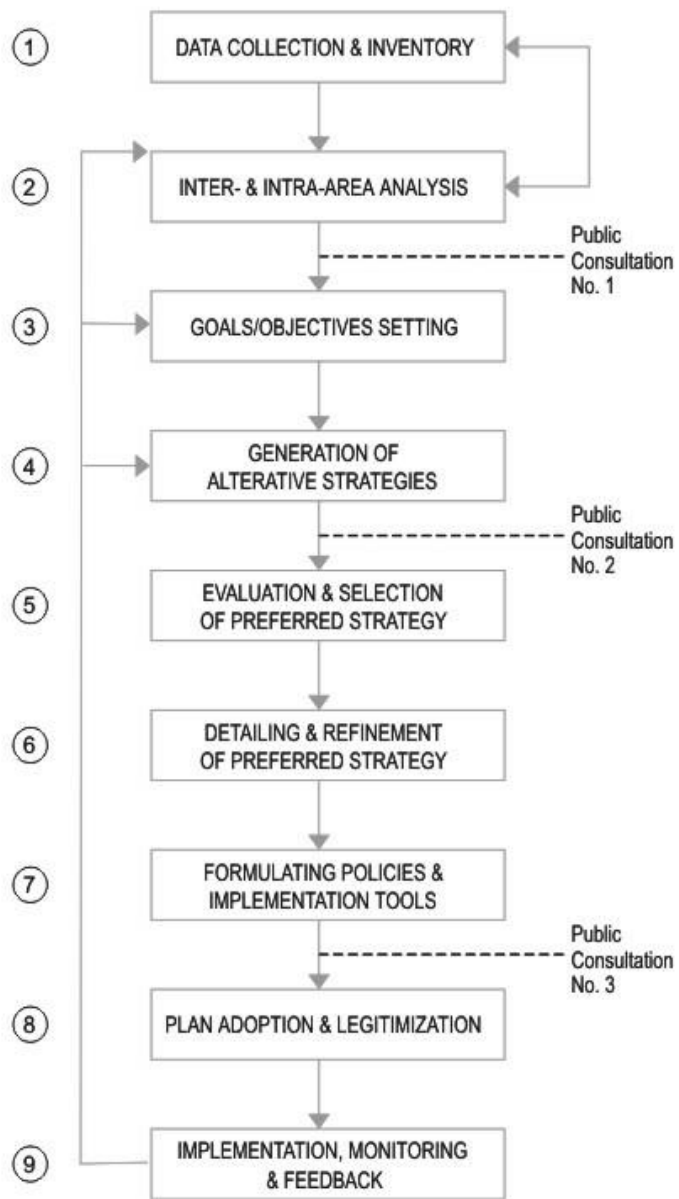 1
DATA COLLECTION & INVENTORY
2
INTER- & INTRA-AREA ANALYSIS
Public
Consultation
No. 1
3
GOALS/OBJECTIVES SETTING
4
GENERATION OF
ALTERATIVE STRATEGIES
Public
Consultation
No. 2
5
EVALUATION & SELECTION
OF PREFERRED STRATEGY
6
DETAILING & REFINEMENT
OF PREFERRED STRATEGY
7
FORMULATING POLICIES &
IMPLEMENTATION TOOLS
Public
Consultation
No. 3
8
PLAN ADOPTION & LEGITIMIZATION
9
IMPLEMENTATION, MONITORING
& FEEDBACK